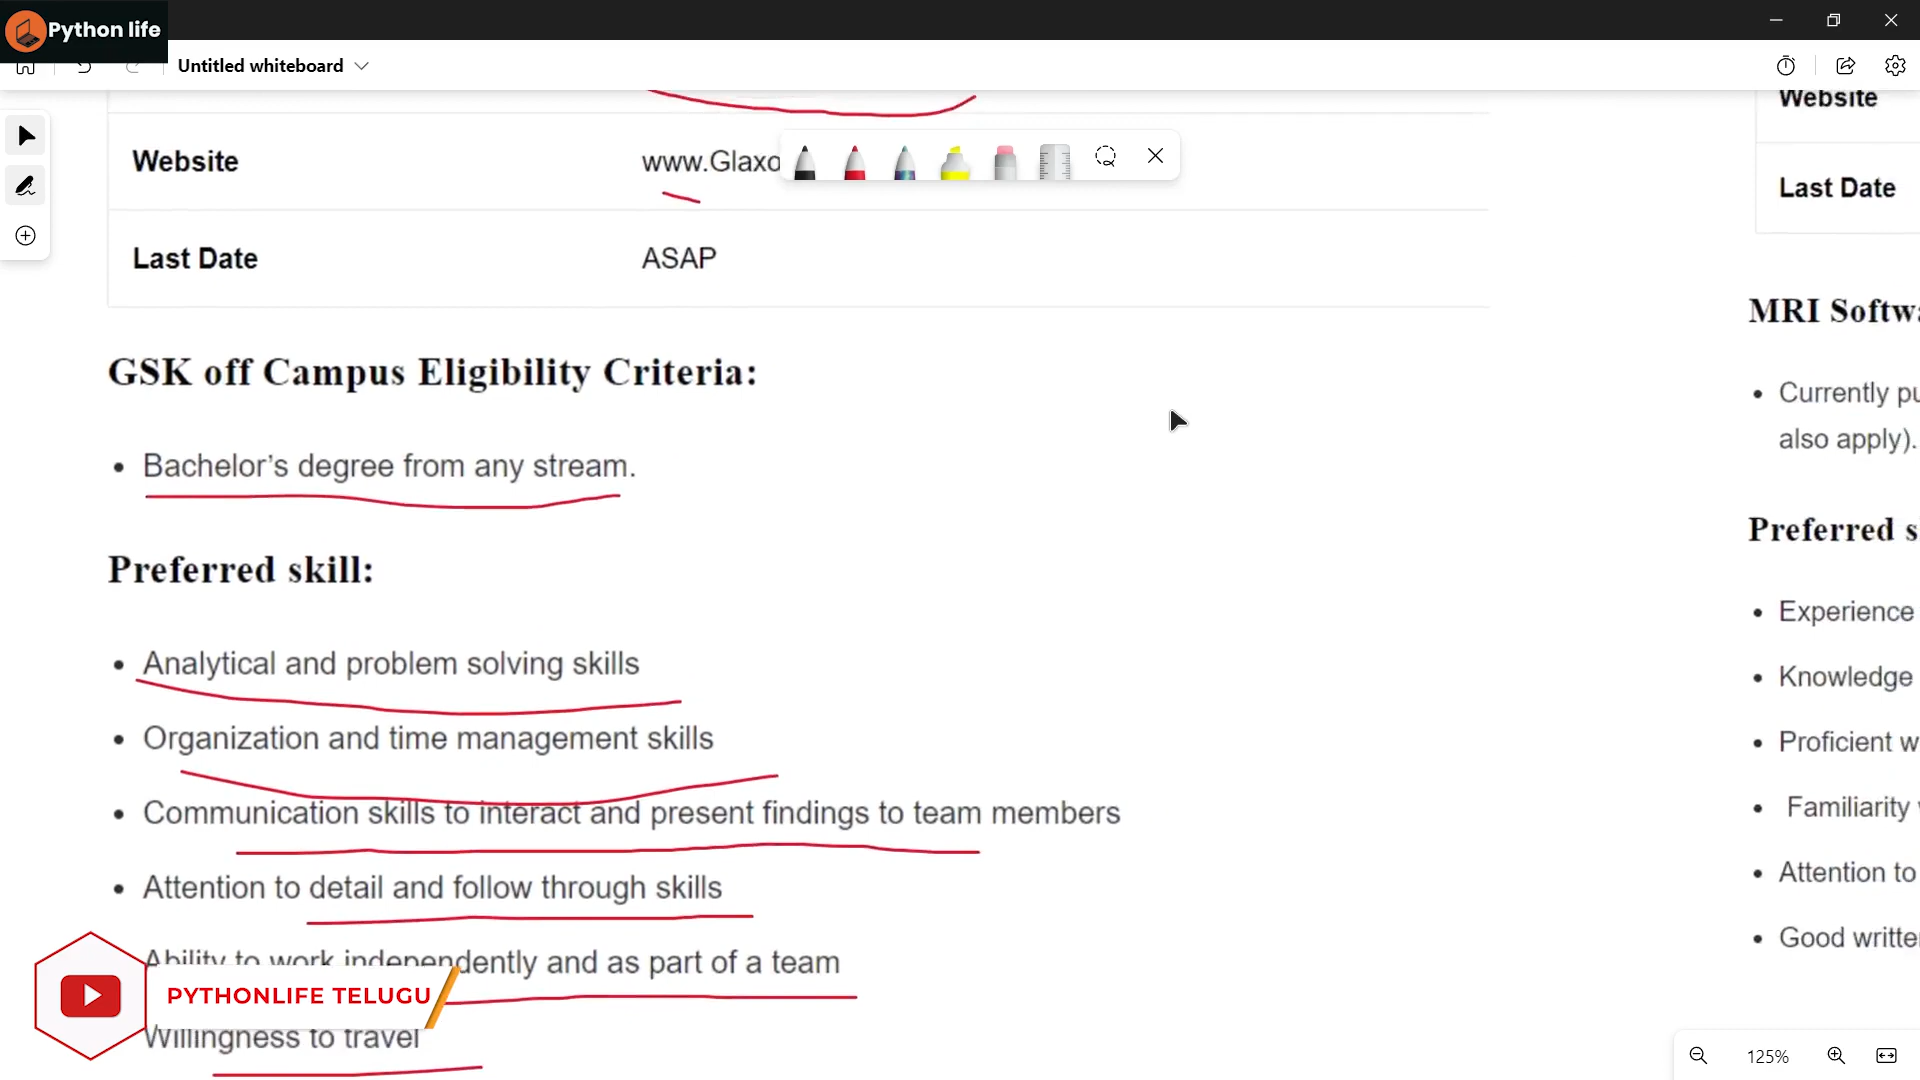 Python life
Untitled whiteboard
Website
www.Glaxo
Last Date
ASAP
GSK off Campus Eligibility Criteria:
Bachelor’s degree from any stream.
Preferred skill:
Analytical and problem solving skills
Organization and time management skills
Communication skills to interact and present findings to team members
Attention to detail and follow through skills
Ability to work independently and as part of a team
Willingness to travel
PYTHONLIFE TELUGU
Website
Last Date
MRI Softwa
Currently pu
also apply).
Preferred s
Experience
Knowledge
Proficient w
Familiarity
Attention to
Good writte
125%